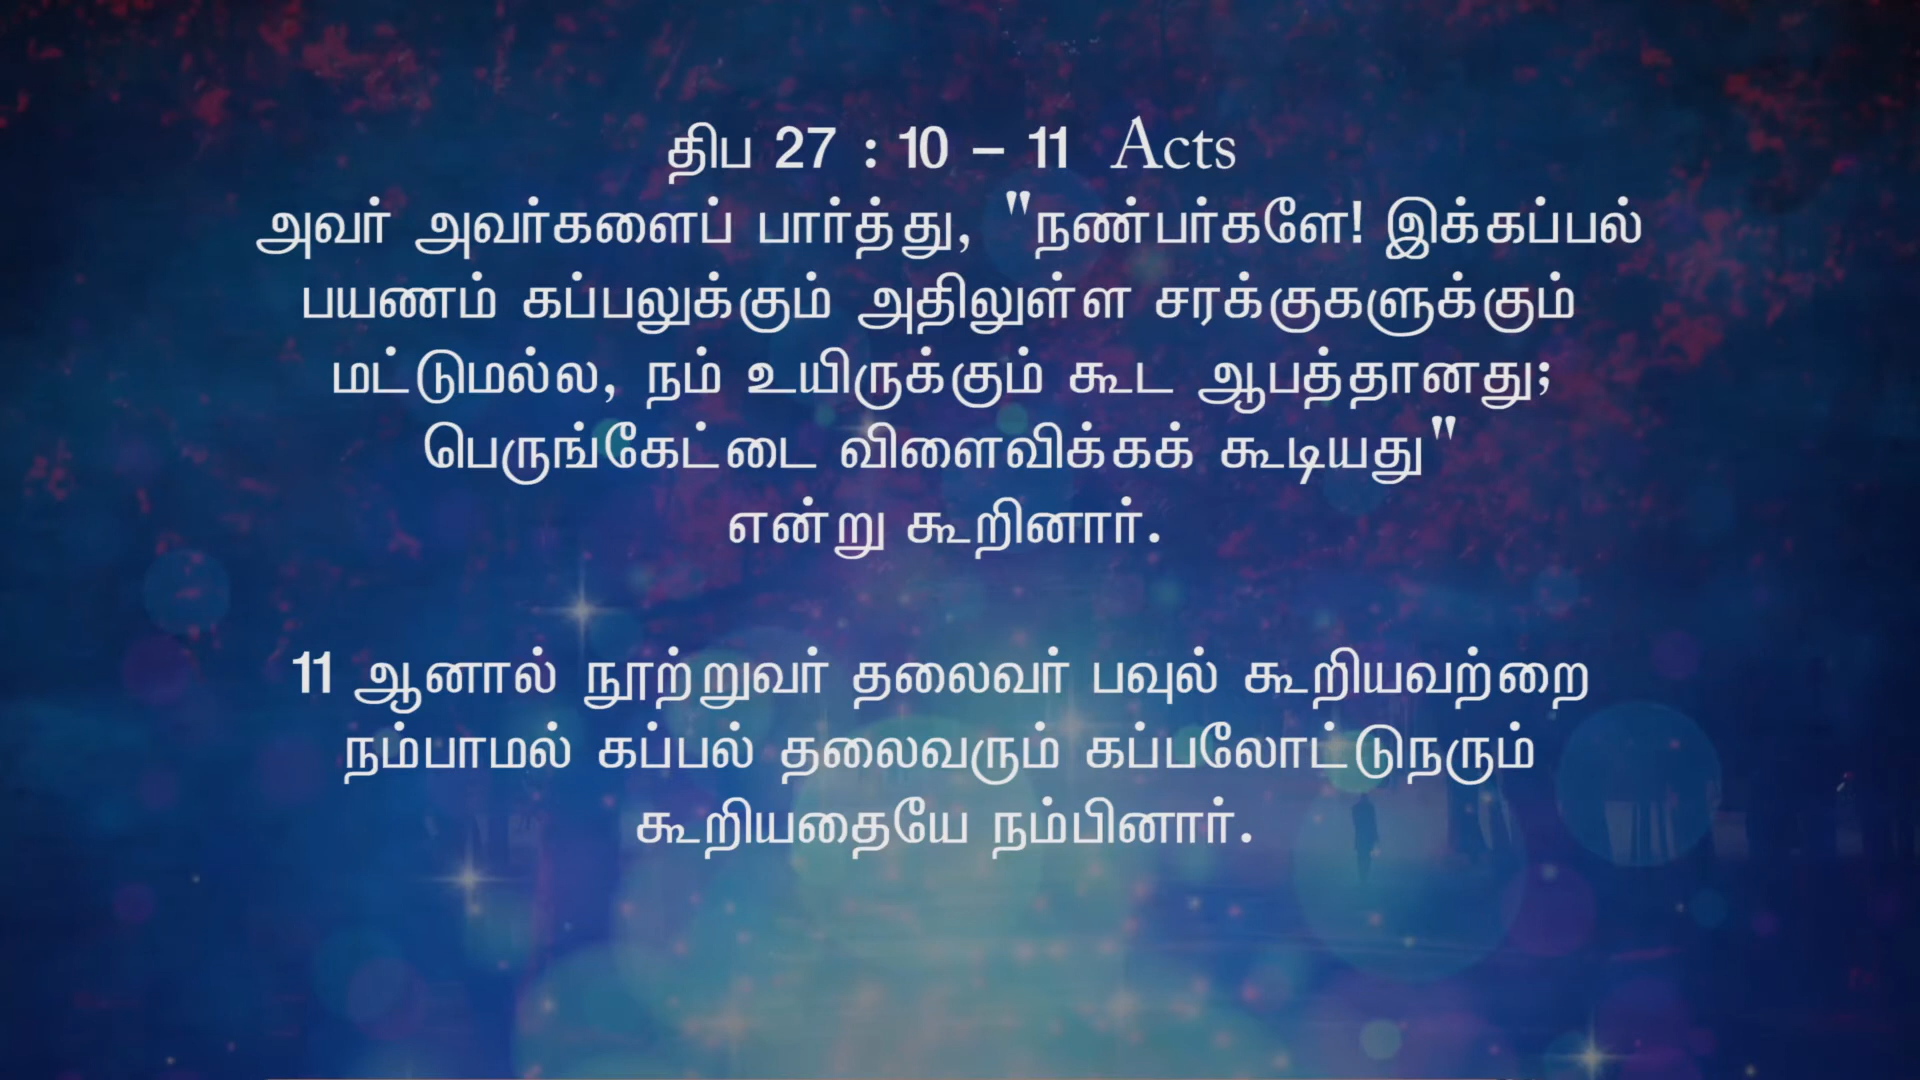 திப 27 : 10 – 11 Acts
அவர் அவர்களைப் பார்த்து, "நண்பர்களே! இக்கப்பல்
பயணம் கப்பலுக்கும் அதிலுள்ள சரக்குகளுக்கும்
மட்டுமல்ல, நம் உயிருக்கும் கூட ஆபத்தானது;
பெருங்கேட்டை விளைவிக்கக் கூடியது"
என்று கூறினார்.
11 ஆனால் நூற்றுவர் தலைவர் பவுல் கூறியவற்றை
நம்பாமல் கப்பல் தலைவரும் கப்பலோட்டுநரும்
கூறியதையே நம்பினார்.